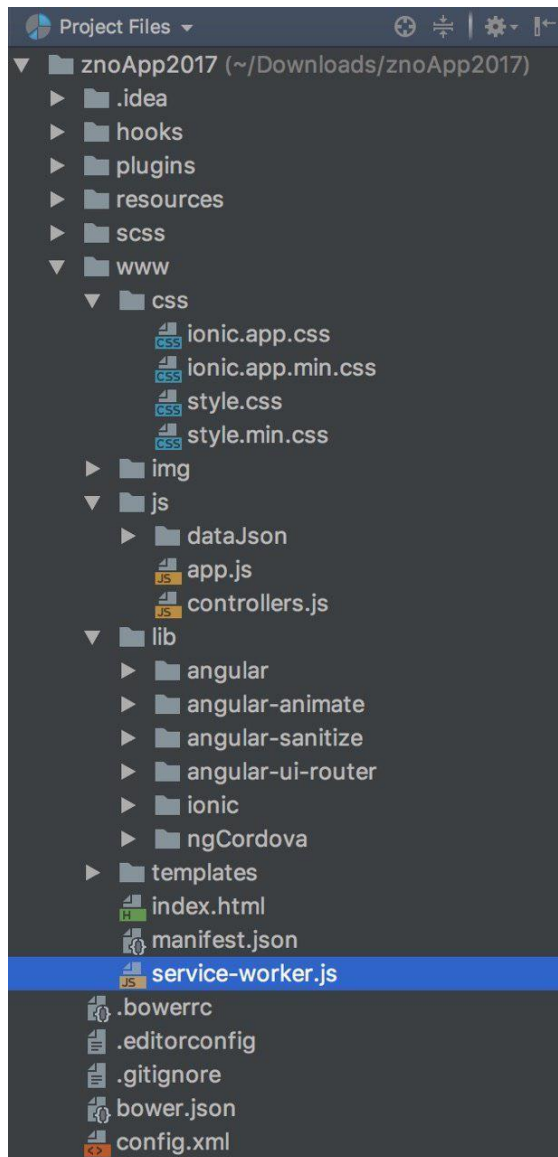 Project Files
znoApp2017 (~/Downloads/znoApp2017)
.idea
hooks
plugins
resources
scss
www
css
ionic.app.css
ionic.app.min.css
style.css
style.min.css
img
js
dataJson
app.js
controllers.js
lib
angular
angular-animate
angular-sanitize
angular-ui-router
ionic
ngCordova
templates
index.html
manifest.json
service-worker.js
.bowerrc
.editorconfig
.gitignore
bower.json
config.xml